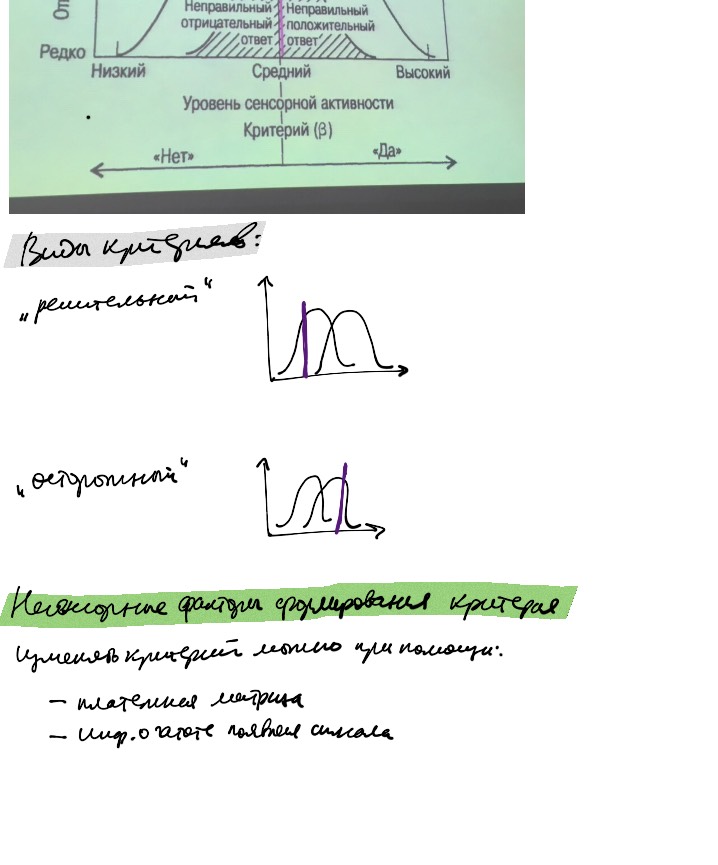 Неправильный Неправильный
отрицательный положительный
ответ ответ
Редко
Низкий Средний Высокий
Уровень сенсорной активности
Критерий (β)
«Нет» «Да»
Виды критериев:
„решительный“
„осторожный“
Несенсорные факторы формирования критерия
Изменять критерий можно при помощи:
– платежная матрица
– инф. о частоте появления сигнала